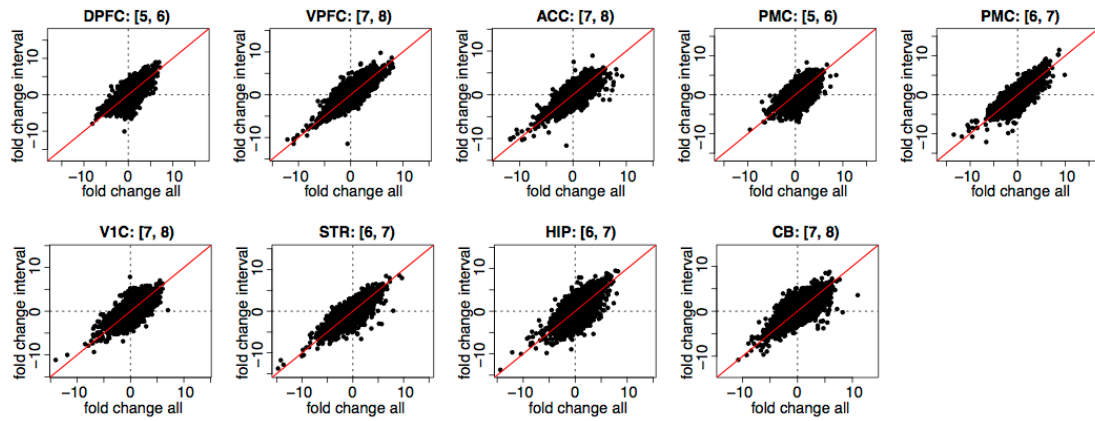 DPFC: [5, 6) VPFC: [7, 8) ACC: [7, 8) PMC: [5, 6) PMC: [6, 7)
fold change interval fold change interval fold change interval fold change interval fold change interval
10 10 10 10 10
0 0 0 0 0
−10 −10 −10 −10 −10
−10 0 10 −10 0 10 −10 0 10 −10 0 10 −10 0 10
fold change all fold change all fold change all fold change all fold change all
V1C: [7, 8) STR: [6, 7) HIP: [6, 7) CB: [7, 8)
fold change interval fold change interval fold change interval fold change interval
10 10 10 10
0 0 0 0
−10 −10 −10 −10
−10 0 10 −10 0 10 −10 0 10 −10 0 10
fold change all fold change all fold change all fold change all